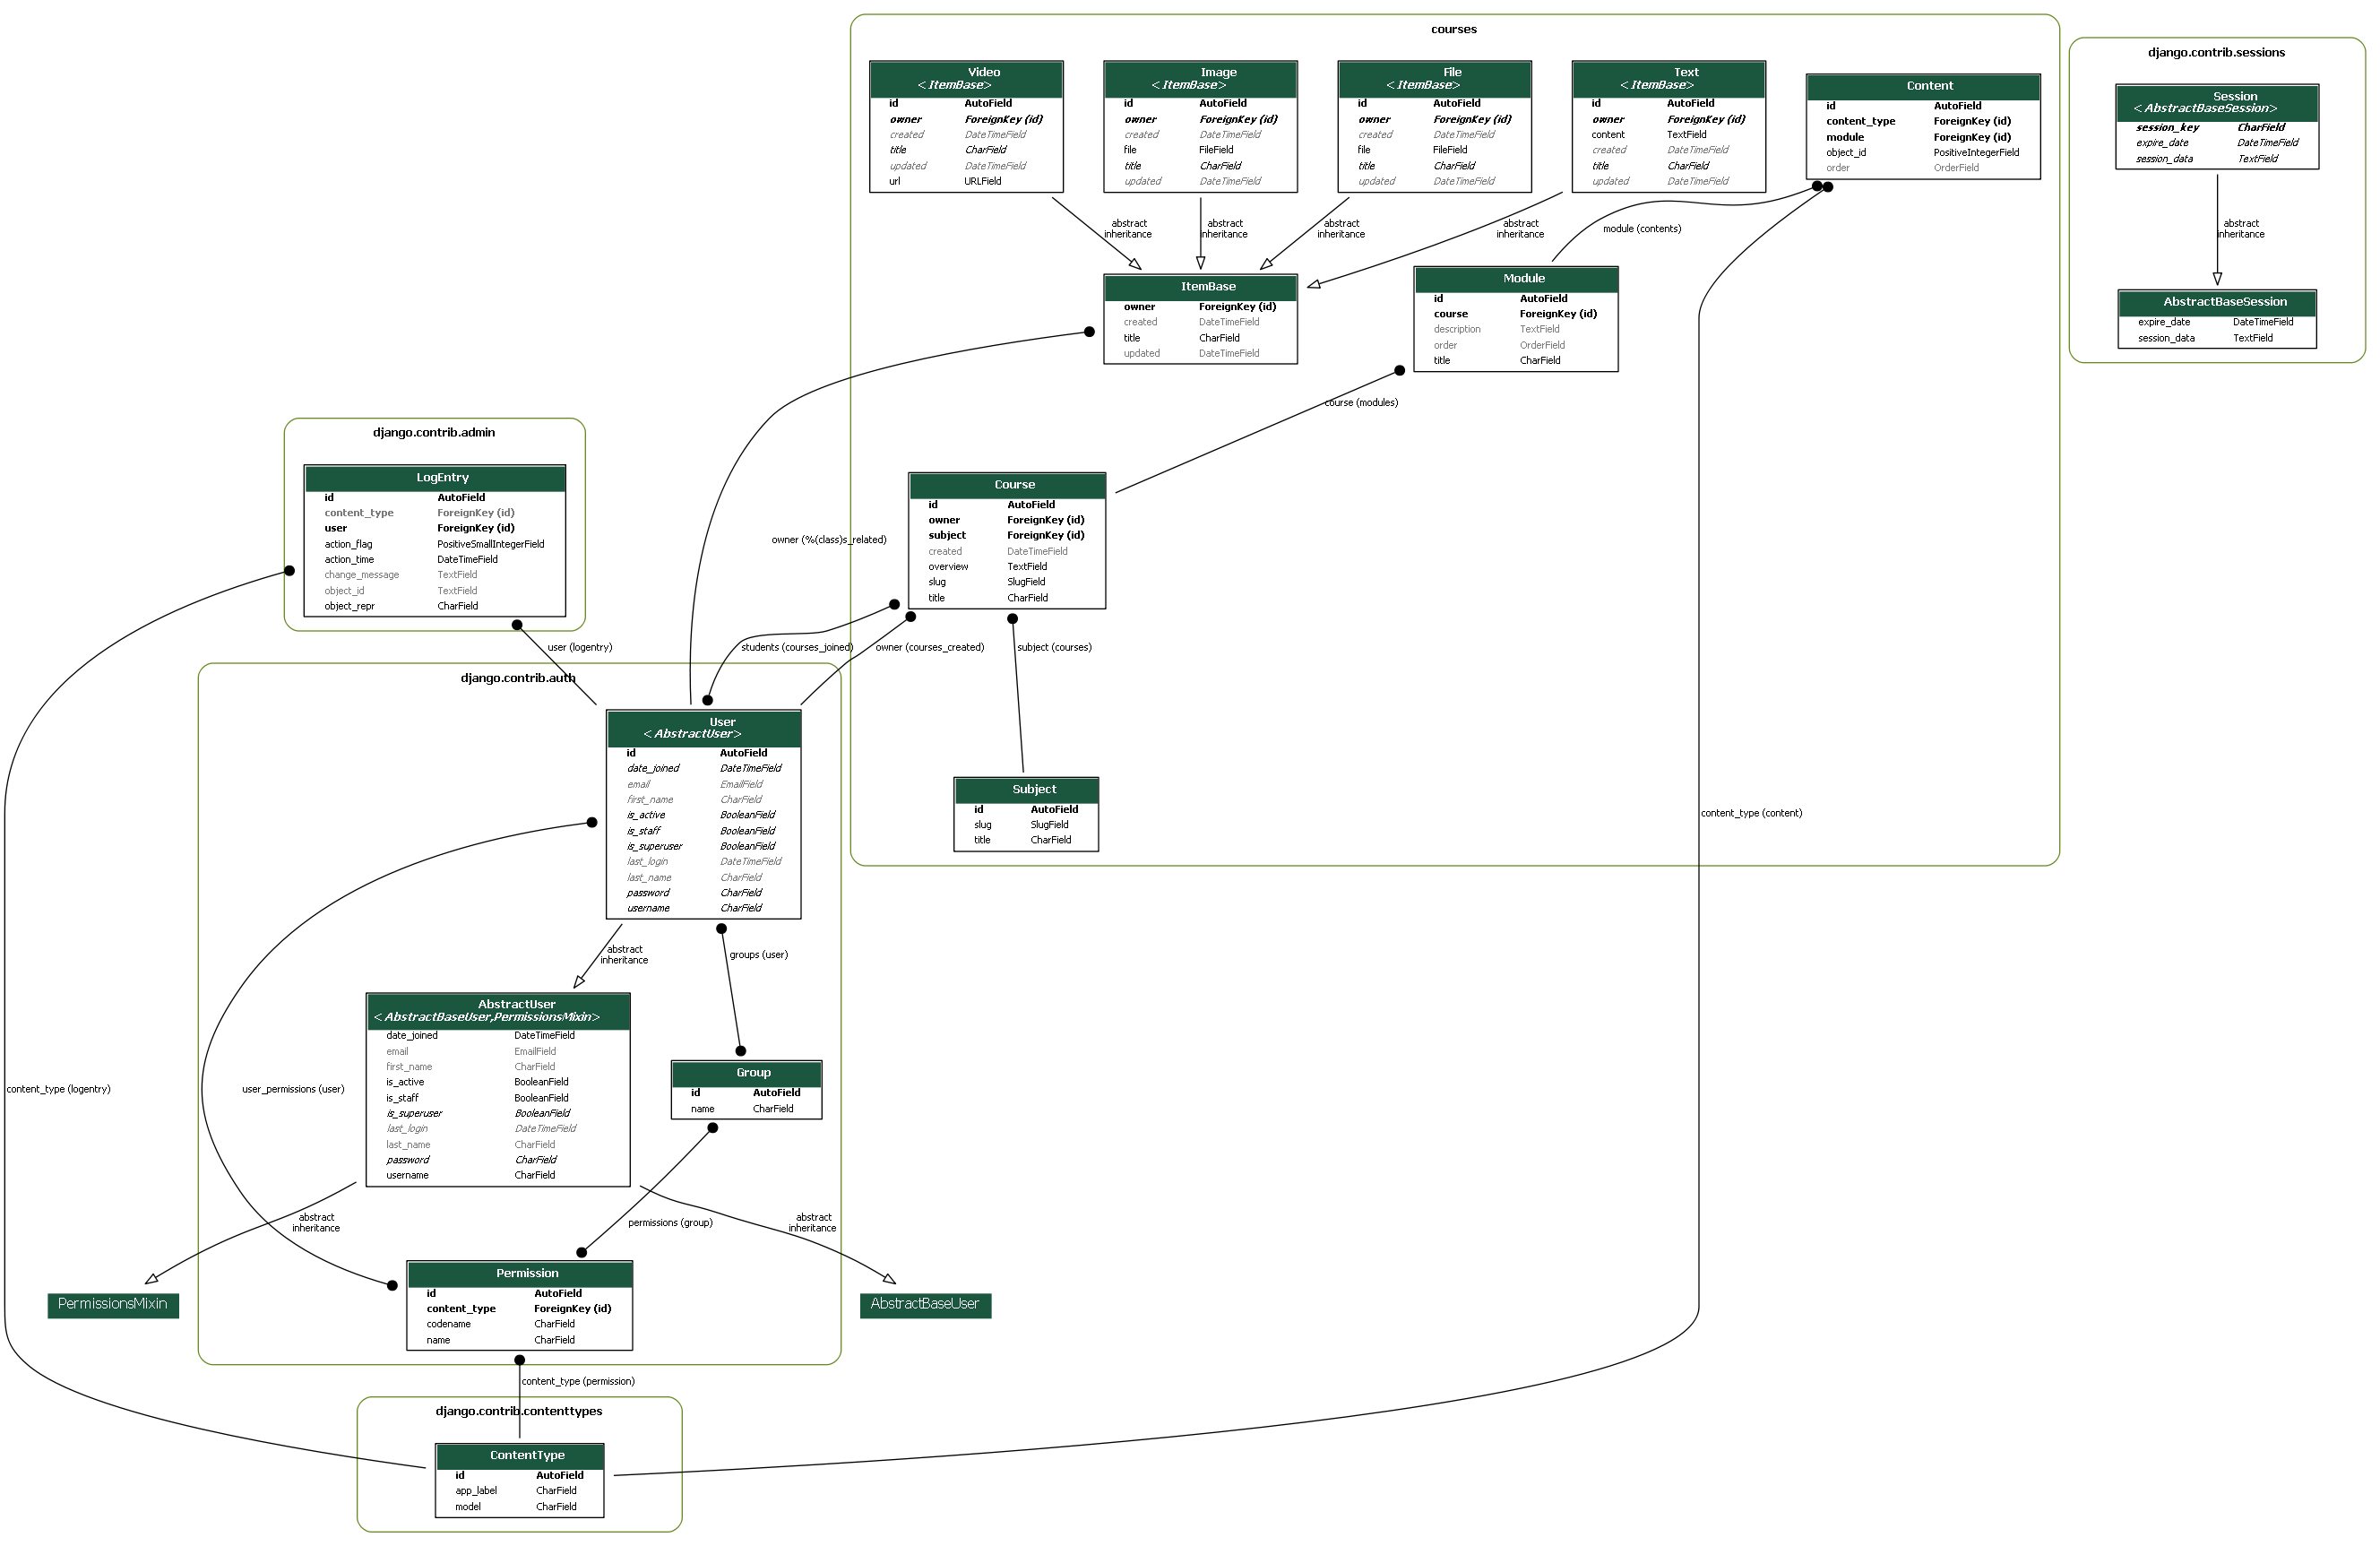 courses
Video
<ItemBase>
id AutoField
owner ForeignKey (id)
created DateTimeField
title CharField
updated DateTimeField
url URLField
Image
<ItemBase>
id AutoField
owner ForeignKey (id)
created DateTimeField
file FileField
title CharField
updated DateTimeField
File
<ItemBase>
id AutoField
owner ForeignKey (id)
created DateTimeField
file FileField
title CharField
updated DateTimeField
Text
<ItemBase>
id AutoField
owner ForeignKey (id)
content TextField
created DateTimeField
title CharField
updated DateTimeField
Content
id AutoField
content_type ForeignKey (id)
module ForeignKey (id)
object_id PositiveIntegerField
order OrderField
django.contrib.sessions
Session
<AbstractBaseSession>
session_key CharField
expire_date DateTimeField
session_data TextField
abstract
inheritance
abstract
inheritance
abstract
inheritance
abstract
inheritance
module (contents)
abstract
inheritance
ItemBase
owner ForeignKey (id)
created DateTimeField
title CharField
updated DateTimeField
Module
id AutoField
course ForeignKey (id)
description TextField
order OrderField
title CharField
AbstractBaseSession
expire_date DateTimeField
session_data TextField
course (modules)
django.contrib.admin
LogEntry
id AutoField
content_type ForeignKey (id)
user ForeignKey (id)
action_flag PositiveSmallIntegerField
action_time DateTimeField
change_message TextField
object_id TextField
object_repr CharField
Course
id AutoField
owner ForeignKey (id)
subject ForeignKey (id)
created DateTimeField
overview TextField
slug SlugField
title CharField
owner (%(class)s_related)
user (logentry)
students (courses_joined)
owner (courses_created)
subject (courses)
django.contrib.auth
User
<AbstractUser>
id AutoField
date_joined DateTimeField
email EmailField
first_name CharField
is_active BooleanField
is_staff BooleanField
is_superuser BooleanField
last_login DateTimeField
last_name CharField
password CharField
username CharField
Subject
id AutoField
slug SlugField
title CharField
content_type (content)
abstract
inheritance
groups (user)
AbstractUser
<AbstractBaseUser,PermissionsMixin>
date_joined DateTimeField
email EmailField
first_name CharField
is_active BooleanField
is_staff BooleanField
is_superuser BooleanField
last_login DateTimeField
last_name CharField
password CharField
username CharField
Group
id AutoField
name CharField
content_type (logentry)
user_permissions (user)
abstract
inheritance
permissions (group)
abstract
inheritance
PermissionsMixin
Permission
id AutoField
content_type ForeignKey (id)
codename CharField
name CharField
AbstractBaseUser
content_type (permission)
django.contrib.contenttypes
ContentType
id AutoField
app_label CharField
model CharField